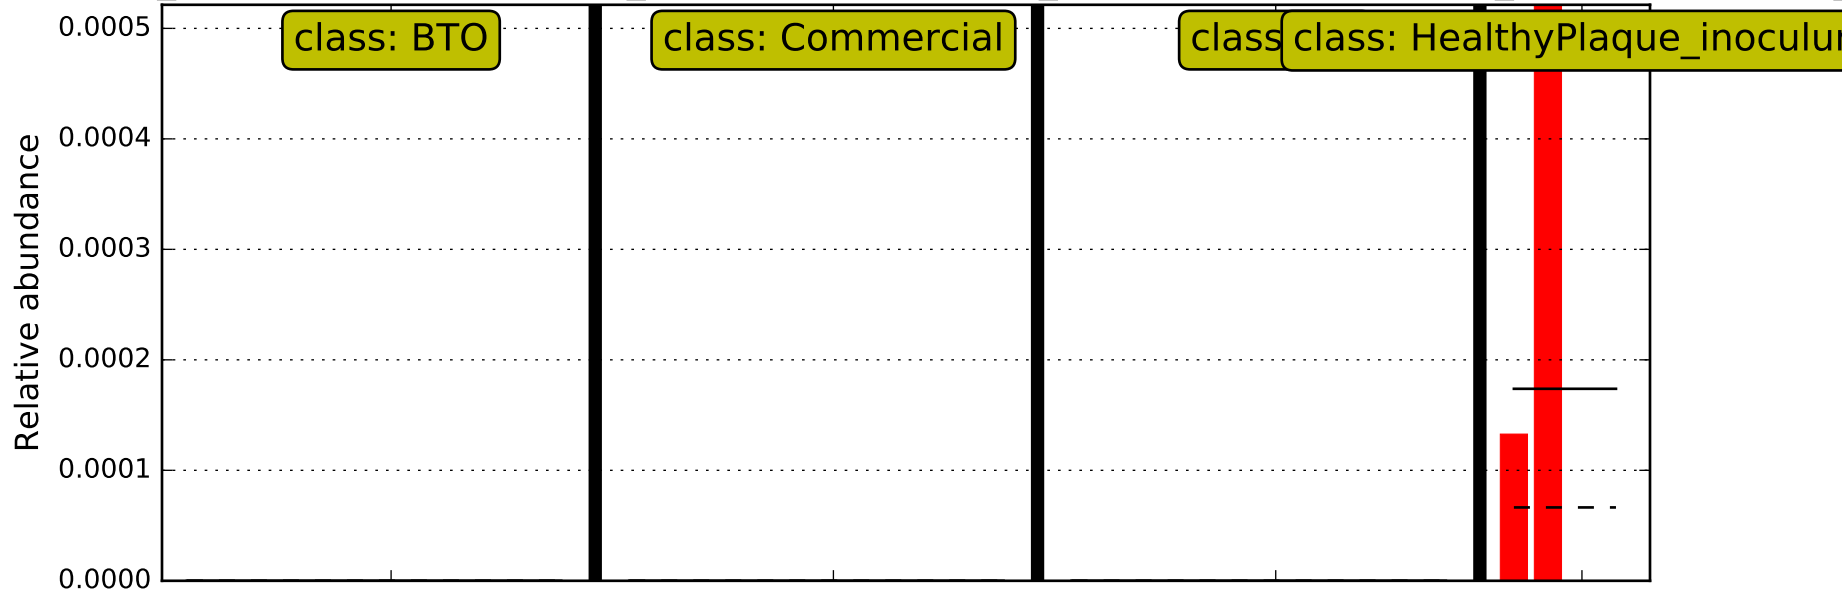 Relative abundance
0.0005
0.0004
0.0003
0.0002
0.0001
0.0000
class: BTO
class: Commercial
class
class: HealthyPlaque_inoculu